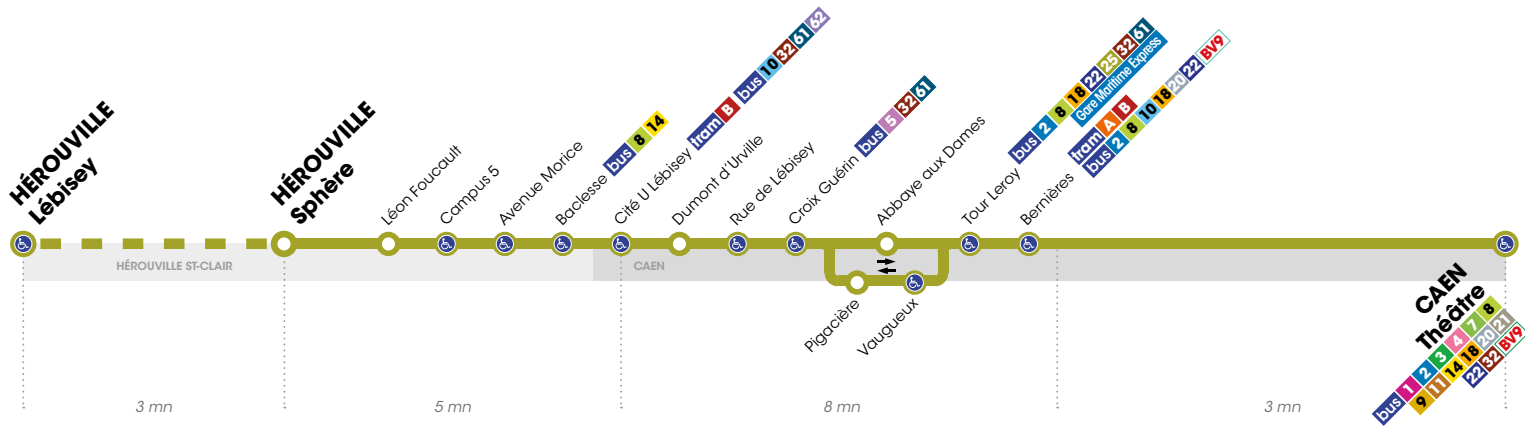 HÉROUVILLE
Lébisey
HÉROUVILLE
Sphère
Léon Foucault
Campus 5
Avenue Morice
Baclesse bus 8 14
Cité U Lébisey tram B bus 10 32 61 62
Dumont d'Urville
Rue de Lébisey
Croix Guérin bus 5 32 61
Abbaye aux Dames
Tour Leroy bus 2 8 18 22 25 32 61
Gare Maritime Express
Bernières tram A B
bus 2 8 10 18 20 22 BV9
HÉROUVILLE ST-CLAIR
CAEN
Pigacière
Vaugueux
CAEN
Théâtre
bus 1 2 3 4 7 8
9 11 14 18 20 21
22 32 BV9
3 mn
5 mn
8 mn
3 mn